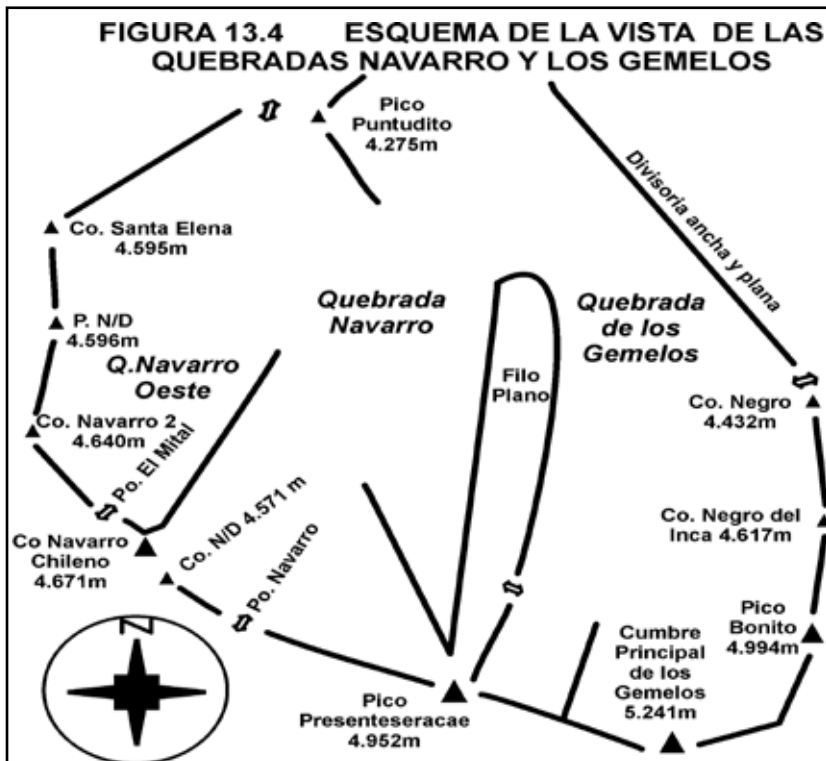 FIGURA 13.4 ESQUEMA DE LA VISTA DE LAS
QUEBRADAS NAVARRO Y LOS GEMELOS
Pico
Puntudito
4.275m
Divisoria ancha y plana
Co. Santa Elena
4.595m
P. N/D
4.596m
Q.Navarro
Oeste
Quebrada
Navarro
Quebrada
de los
Gemelos
Filo
Plano
Co. Navarro 2
4.640m
Po. El Mital
Co. Negro
4.432m
Co Navarro
Chileno
4.671m
Co. N/D 4.571 m
Po. Navarro
Co. Negro del
Inca 4.617m
Pico
Bonito
4.994m
Cumbre
Principal
de los
Gemelos
5.241m
Pico
Presenteseracae
4.952m
N